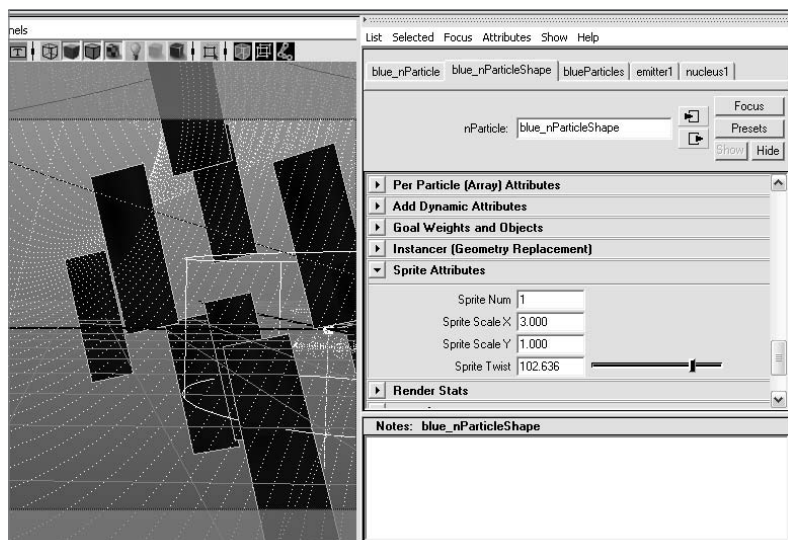 nels
List Selected Focus Attributes Show Help
blue_nParticle blue_nParticleShape blueParticles emitter1 nucleus1
Focus
nParticle: blue_nParticleShape
Presets
Show Hide
Per Particle (Array) Attributes
Add Dynamic Attributes
Goal Weights and Objects
Instancer (Geometry Replacement)
Sprite Attributes
Sprite Num 1
Sprite Scale X 3.000
Sprite Scale Y 1.000
Sprite Twist 102.636
Render Stats
Notes: blue_nParticleShape